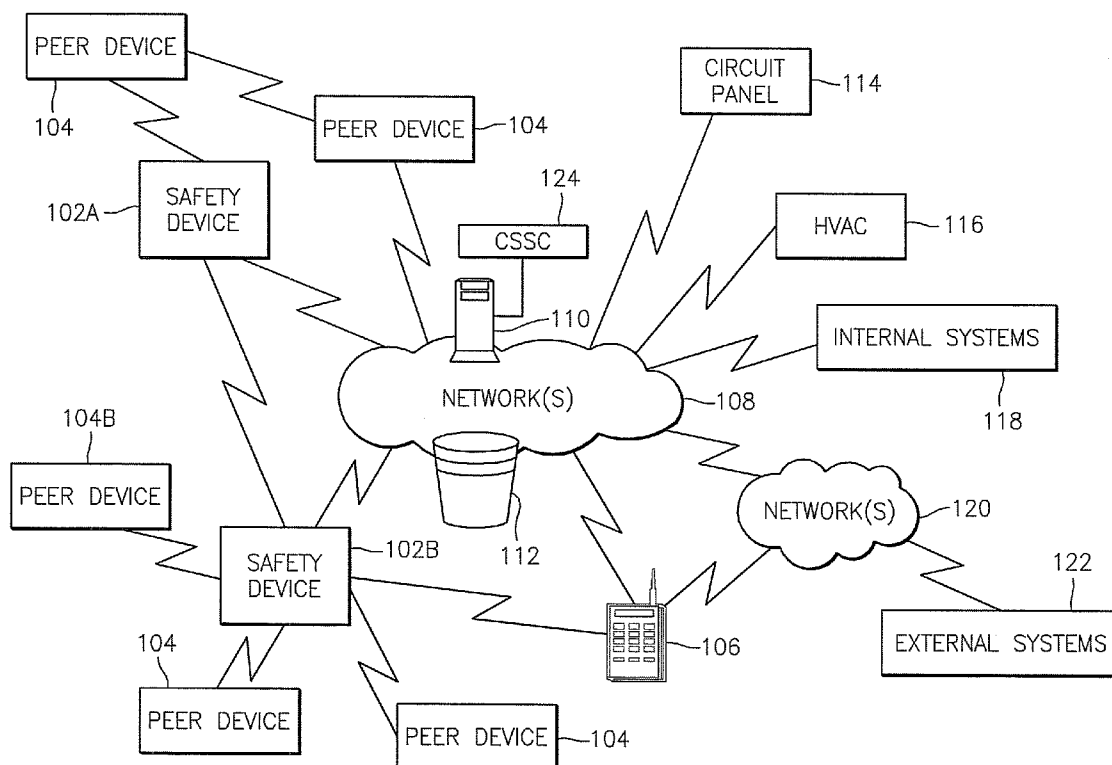 PEER DEVICE
104
PEER DEVICE
104
CIRCUIT
PANEL
114
SAFETY
DEVICE
102A
124
CSSC
110
HVAC
116
INTERNAL SYSTEMS
118
NETWORK(S)
108
104B
PEER DEVICE
112
NETWORK(S)
120
SAFETY
DEVICE
102B
106
122
EXTERNAL SYSTEMS
104
PEER DEVICE
PEER DEVICE
104